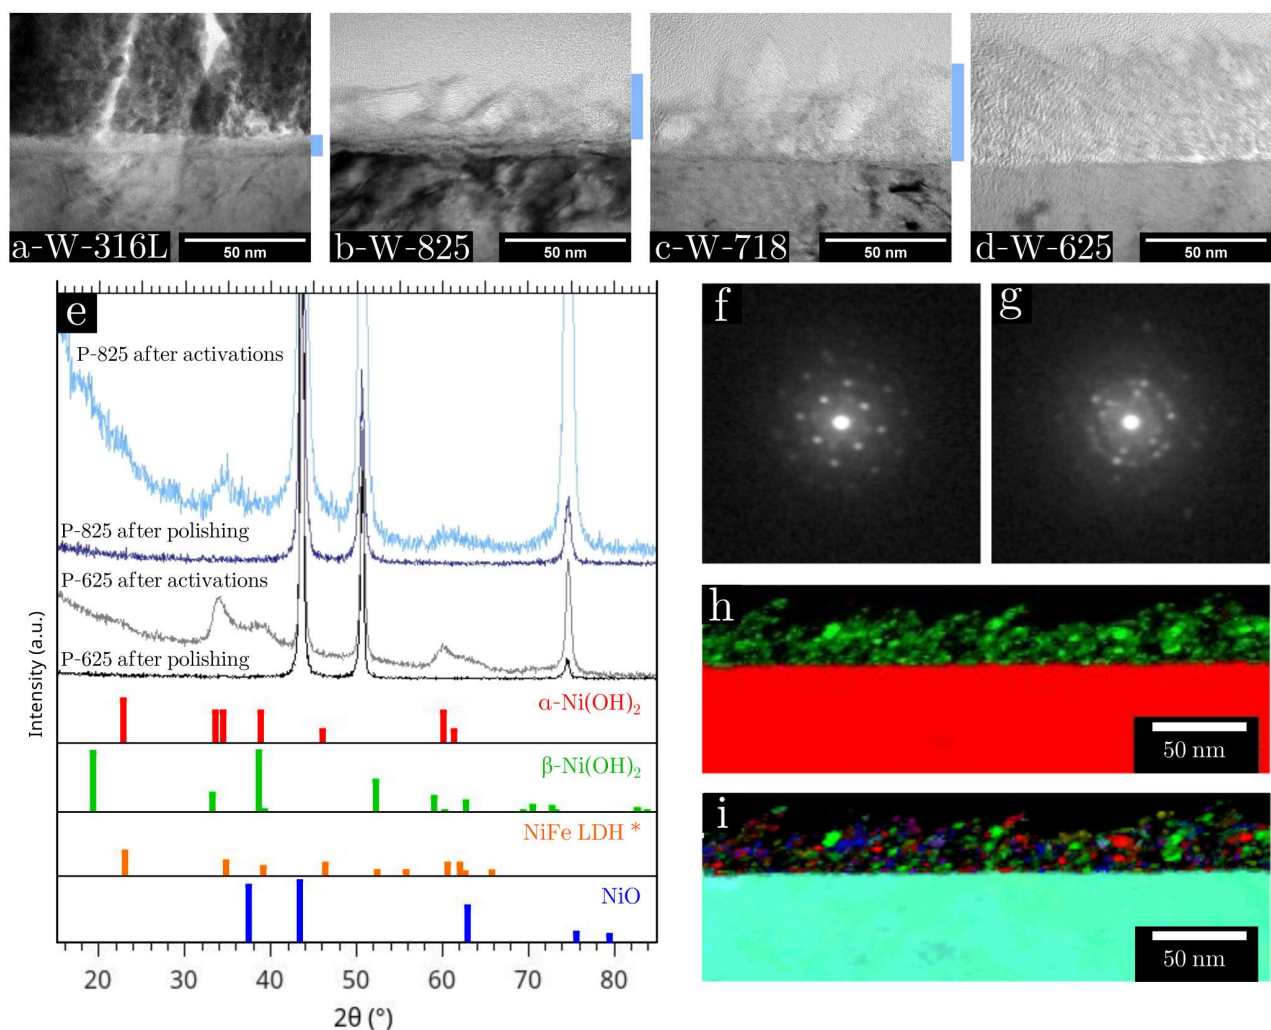 a-W-316L
50 nm
b-W-825
50 nm
c-W-718
50 nm
d-W-625
50 nm
e
P-825 after activations
P-825 after polishing
P-625 after activations
P-625 after polishing
Intensity (a.u.)
α-Ni(OH)₂
β-Ni(OH)₂
NiFe LDH *
NiO
20 30 40 50 60 70 80
2θ (°)
f
g
h
50 nm
i
50 nm